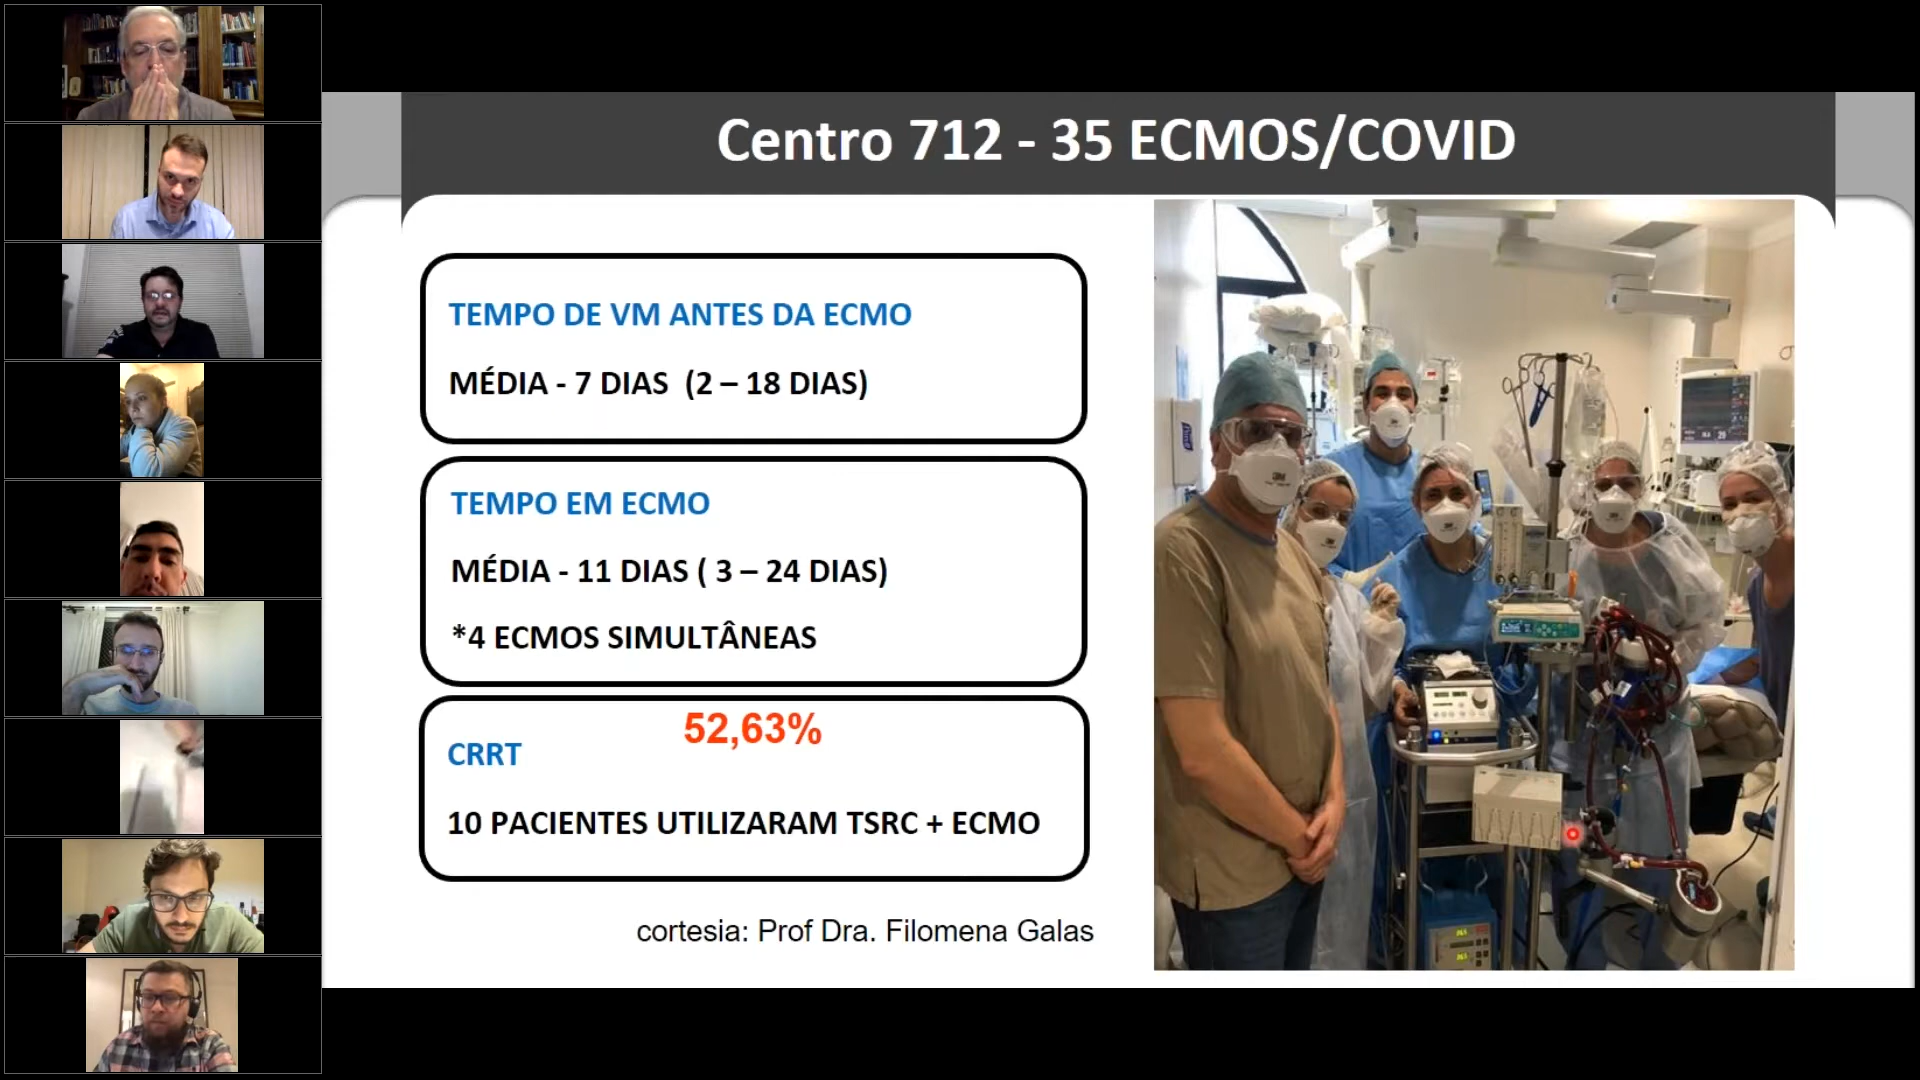 Centro 712 - 35 ECMOS/COVID
TEMPO DE VM ANTES DA ECMO
MÉDIA - 7 DIAS (2 – 18 DIAS)
TEMPO EM ECMO
MÉDIA - 11 DIAS ( 3 – 24 DIAS)
*4 ECMOS SIMULTÂNEAS
52,63%
CRRT
10 PACIENTES UTILIZARAM TSRC + ECMO
cortesia: Prof Dra. Filomena Galas
3M